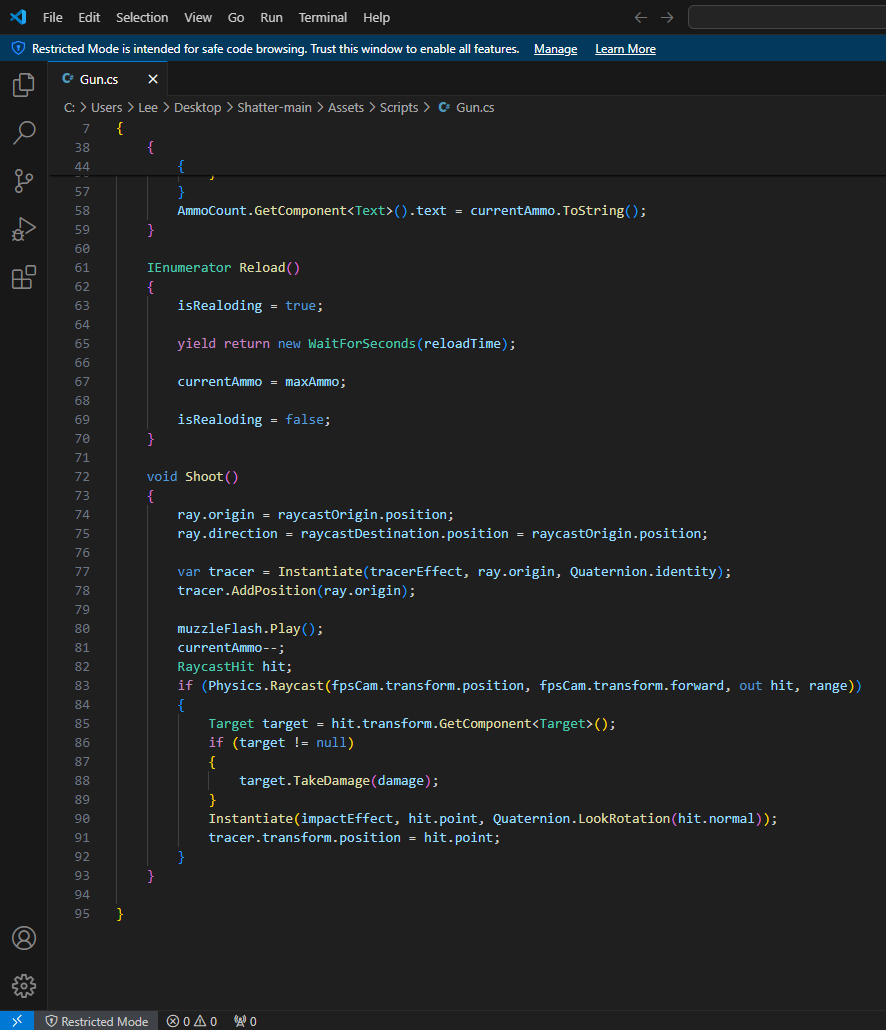 File Edit Selection View Go Run Terminal Help
Restricted Mode is intended for safe code browsing. Trust this window to enable all features. Manage Learn More
C# Gun.cs
C: > Users > Lee > Desktop > Shatter-main > Assets > Scripts > C# Gun.cs
7 {
38 {
44 {
57 }
58 AmmoCount.GetComponent<Text>().text = currentAmmo.ToString();
59 }
60
61 IEnumerator Reload()
62 {
63 isRealoding = true;
64
65 yield return new WaitForSeconds(reloadTime);
66
67 currentAmmo = maxAmmo;
68
69 isRealoding = false;
70 }
71
72 void Shoot()
73 {
74 ray.origin = raycastOrigin.position;
75 ray.direction = raycastDestination.position = raycastOrigin.position;
76
77 var tracer = Instantiate(tracerEffect, ray.origin, Quaternion.identity);
78 tracer.AddPosition(ray.origin);
79
80 muzzleFlash.Play();
81 currentAmmo--;
82 RaycastHit hit;
83 if (Physics.Raycast(fpsCam.transform.position, fpsCam.transform.forward, out hit, range))
84 {
85 Target target = hit.transform.GetComponent<Target>();
86 if (target != null)
87 {
88 target.TakeDamage(damage);
89 }
90 Instantiate(impactEffect, hit.point, Quaternion.LookRotation(hit.normal));
91 tracer.transform.position = hit.point;
92 }
93 }
94
95 }
Restricted Mode 0 0 0